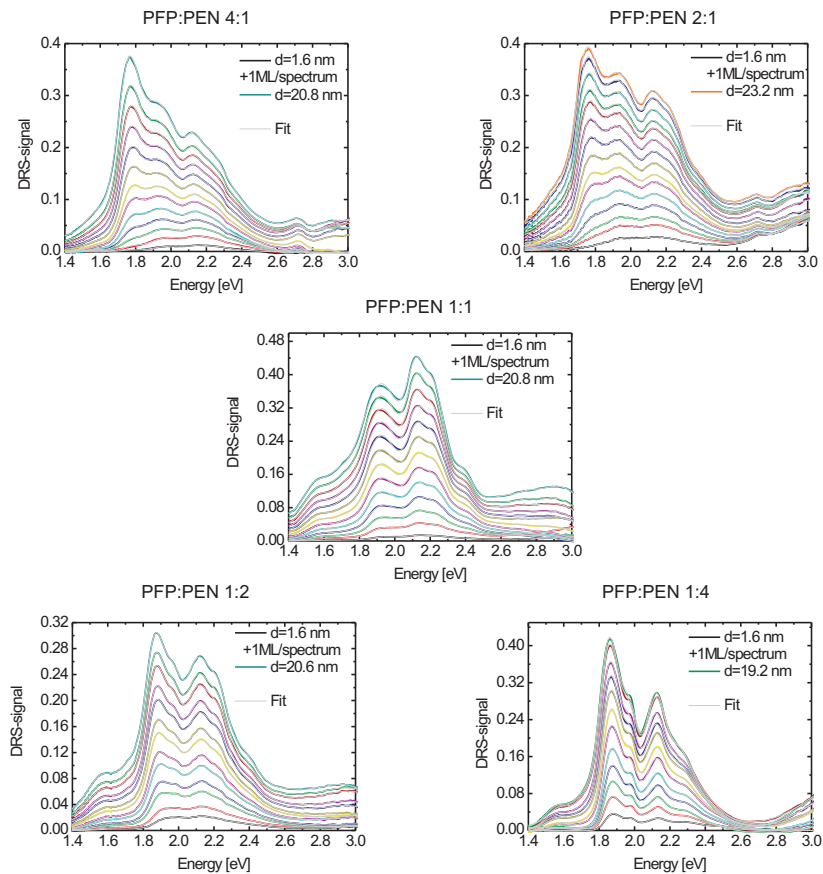 PFP:PEN 4:1
0.4
0.3
0.2
0.1
0.0
DRS-signal
d=1.6 nm
+1ML/spectrum
d=20.8 nm
Fit
1.4 1.6 1.8 2.0 2.2 2.4 2.6 2.8 3.0
Energy [eV]
PFP:PEN 2:1
0.4
0.3
0.2
0.1
0.0
DRS-signal
d=1.6 nm
+1ML/spectrum
d=23.2 nm
Fit
1.4 1.6 1.8 2.0 2.2 2.4 2.6 2.8 3.0
Energy [eV]
PFP:PEN 1:1
0.48
0.40
0.32
0.24
0.16
0.08
0.00
DRS-signal
d=1.6 nm
+1ML/spectrum
d=20.8 nm
Fit
1.4 1.6 1.8 2.0 2.2 2.4 2.6 2.8 3.0
Energy [eV]
PFP:PEN 1:2
0.32
0.28
0.24
0.20
0.16
0.12
0.08
0.04
0.00
DRS-signal
d=1.6 nm
+1ML/spectrum
d=20.6 nm
Fit
1.4 1.6 1.8 2.0 2.2 2.4 2.6 2.8 3.0
Energy [eV]
PFP:PEN 1:4
0.40
0.32
0.24
0.16
0.08
0.00
DRS-signal
d=1.6 nm
+1ML/spectrum
d=19.2 nm
Fit
1.4 1.6 1.8 2.0 2.2 2.4 2.6 2.8 3.0
Energy [eV]